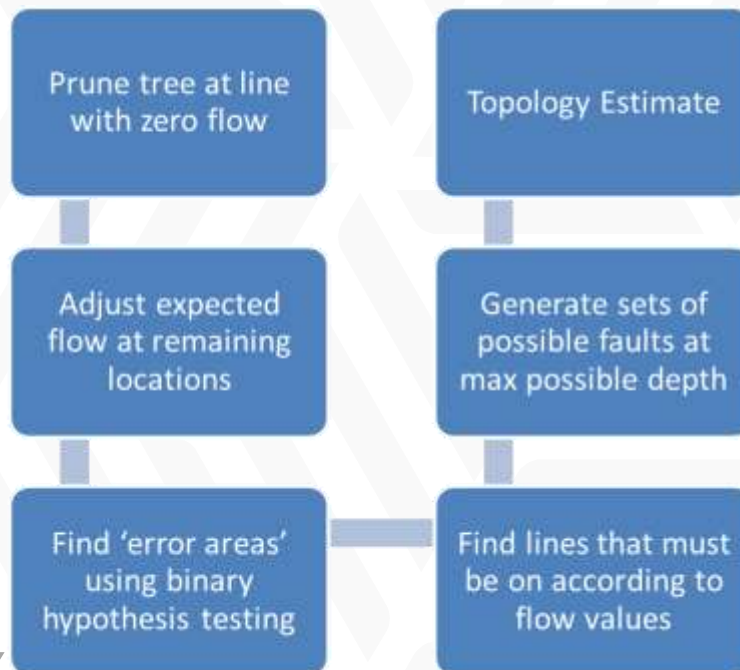 Prune tree at line
with zero flow
Adjust expected
flow at remaining
locations
Find ‘error areas’
using binary
hypothesis testing
Find lines that must
be on according to
flow values
Generate sets of
possible faults at
max possible depth
Topology Estimate